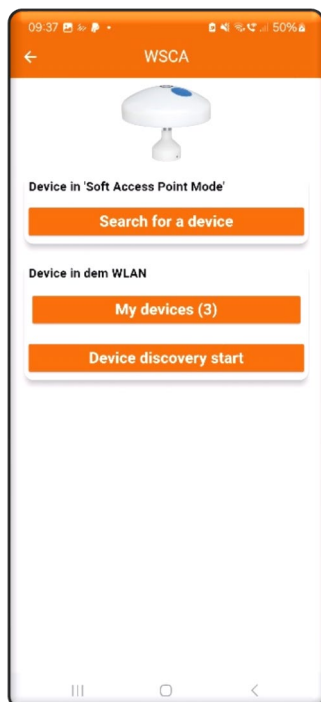 09:37
50%
WSCA
Device in 'Soft Access Point Mode'
Search for a device
Device in dem WLAN
My devices (3)
Device discovery start